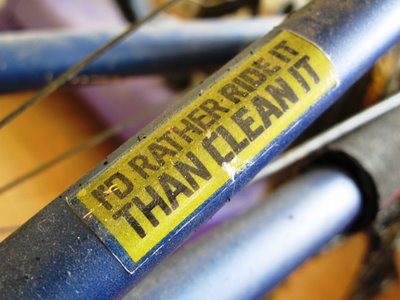 I'D RATHER RIDE IT
THAN CLEAN IT